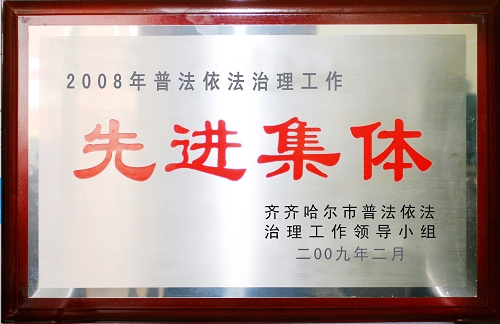 2008年普法依法治理工作
先进集体
齐齐哈尔市普法依法
治理工作领导小组
二00九年二月